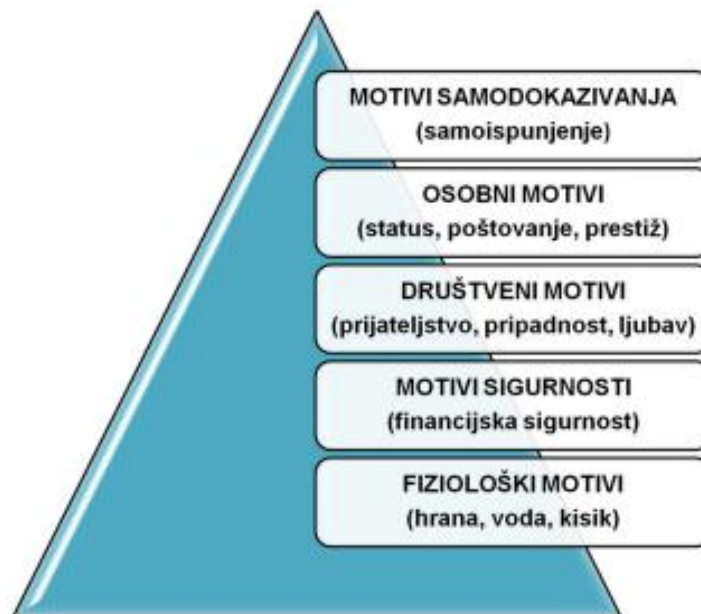 MOTIVI SAMODOKAZIVANJA
(samoispunjenje)
OSOBNI MOTIVI
(status, poštovanje, prestiž)
DRUŠTVENI MOTIVI
(prijateljstvo, pripadnost, ljubav)
MOTIVI SIGURNOSTI
(financijska sigurnost)
FIZIOLOŠKI MOTIVI
(hrana, voda, kisik)